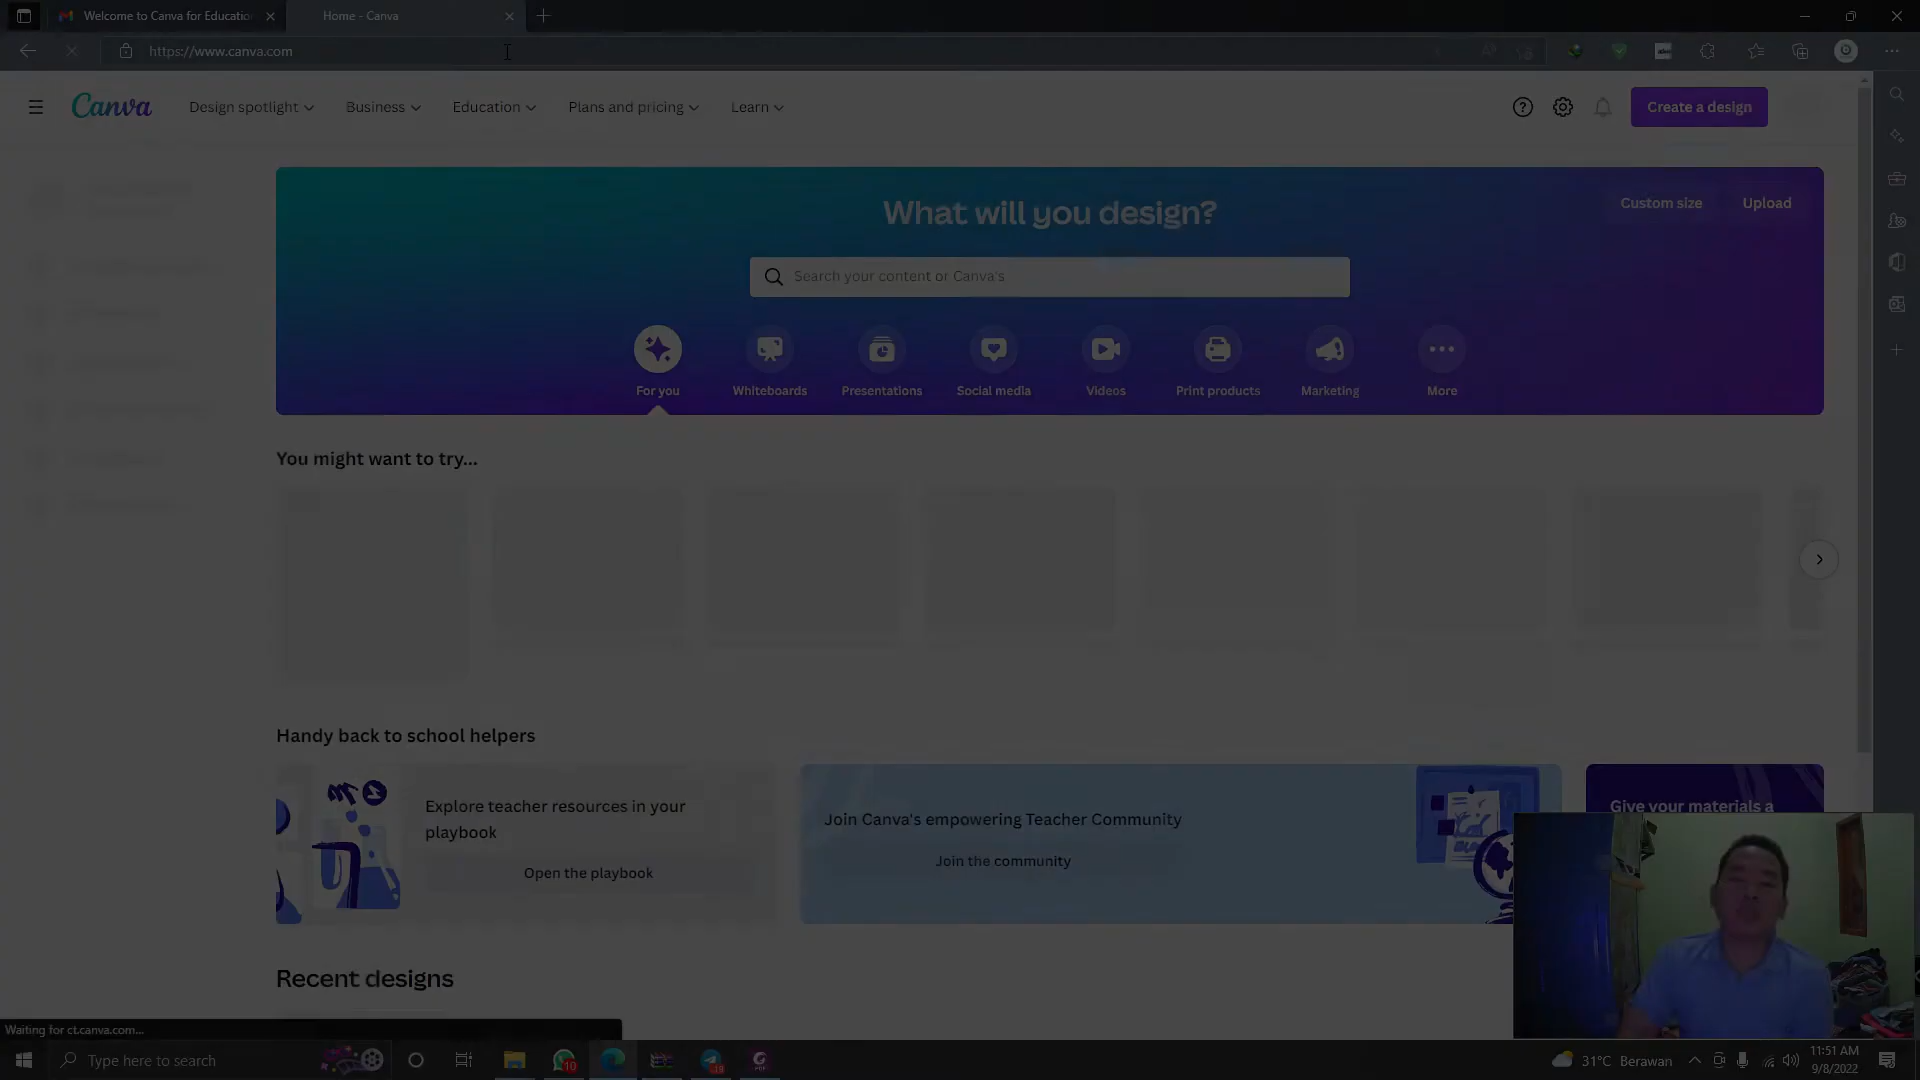 Welcome to Canva for Education
Home - Canva
https://www.canva.com
Canva
Design spotlight
Business
Education
Plans and pricing
Learn
Create a design
What will you design?
Custom size
Upload
Search your content or Canva's
For you
Whiteboards
Presentations
Social media
Videos
Print products
Marketing
More
You might want to try...
Handy back to school helpers
Explore teacher resources in your
playbook
Open the playbook
Join Canva's empowering Teacher Community
Join the community
Give your materials a
Recent designs
Waiting for ct.canva.com...
Type here to search
10
19
31°C Berawan
11:51 AM
9/8/2022